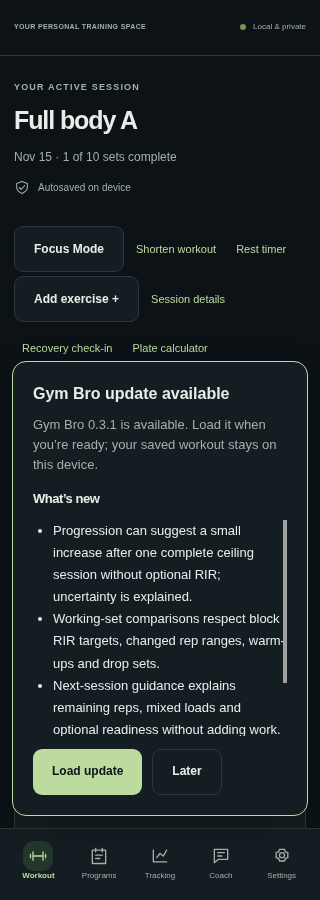 YOUR PERSONAL TRAINING SPACE
Local & private
YOUR ACTIVE SESSION
Full body A
Nov 15 · 1 of 10 sets complete
Autosaved on device
Focus Mode
Shorten workout
Rest timer
Add exercise +
Session details
Recovery check-in
Plate calculator
Gym Bro update available
Gym Bro 0.3.1 is available. Load it when
you’re ready; your saved workout stays on
this device.
What’s new
• Progression can suggest a small
increase after one complete ceiling
session without optional RIR;
uncertainty is explained.
• Working-set comparisons respect block
RIR targets, changed rep ranges, warm-
ups and drop sets.
• Next-session guidance explains
remaining reps, mixed loads and
optional readiness without adding work.
Load update
Later
Workout
Programs
Tracking
Coach
Settings